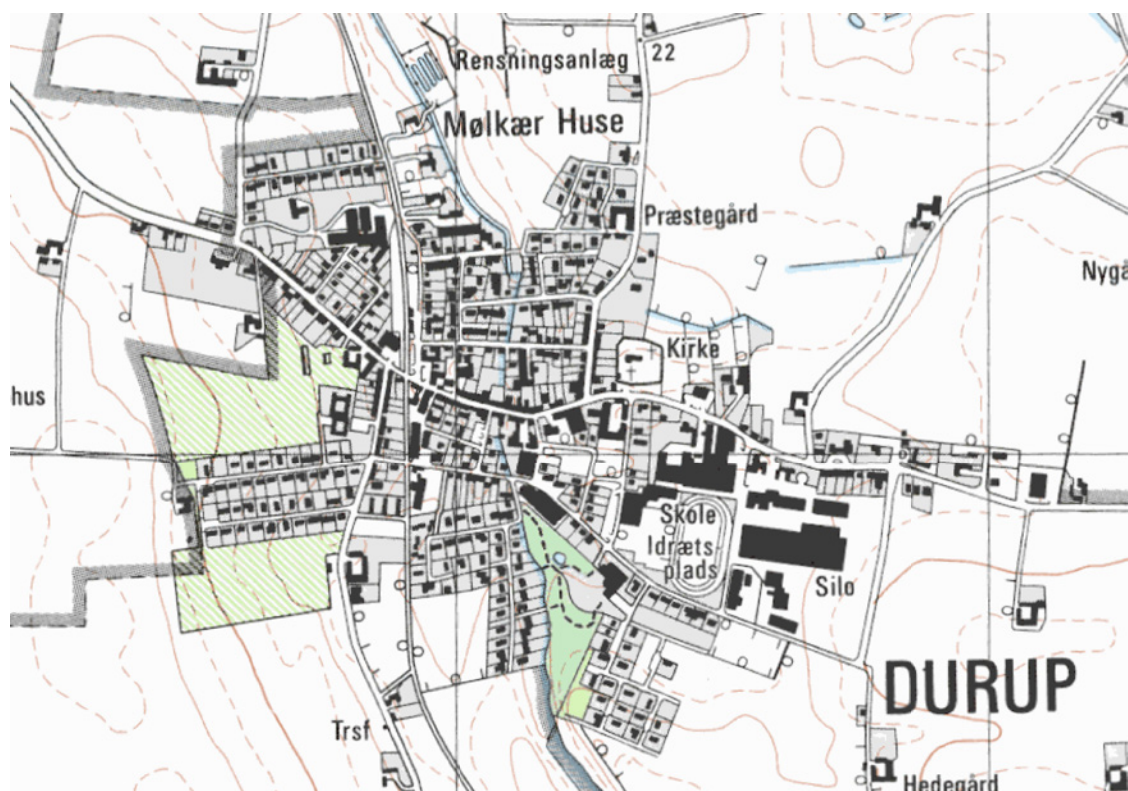 Rensningsanlæg
22
Mølkær Huse
Præstegård
Nygå
Kirke
hus
Skole
Idræts
plads
Silo
DURUP
Trsf
Hedegård